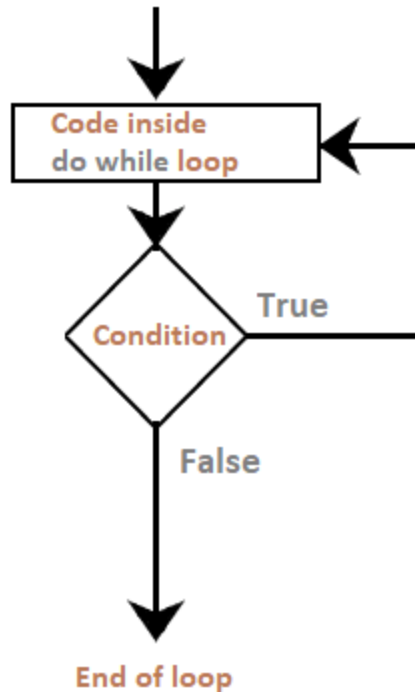 Code inside
do while loop
Condition
True
False
End of loop